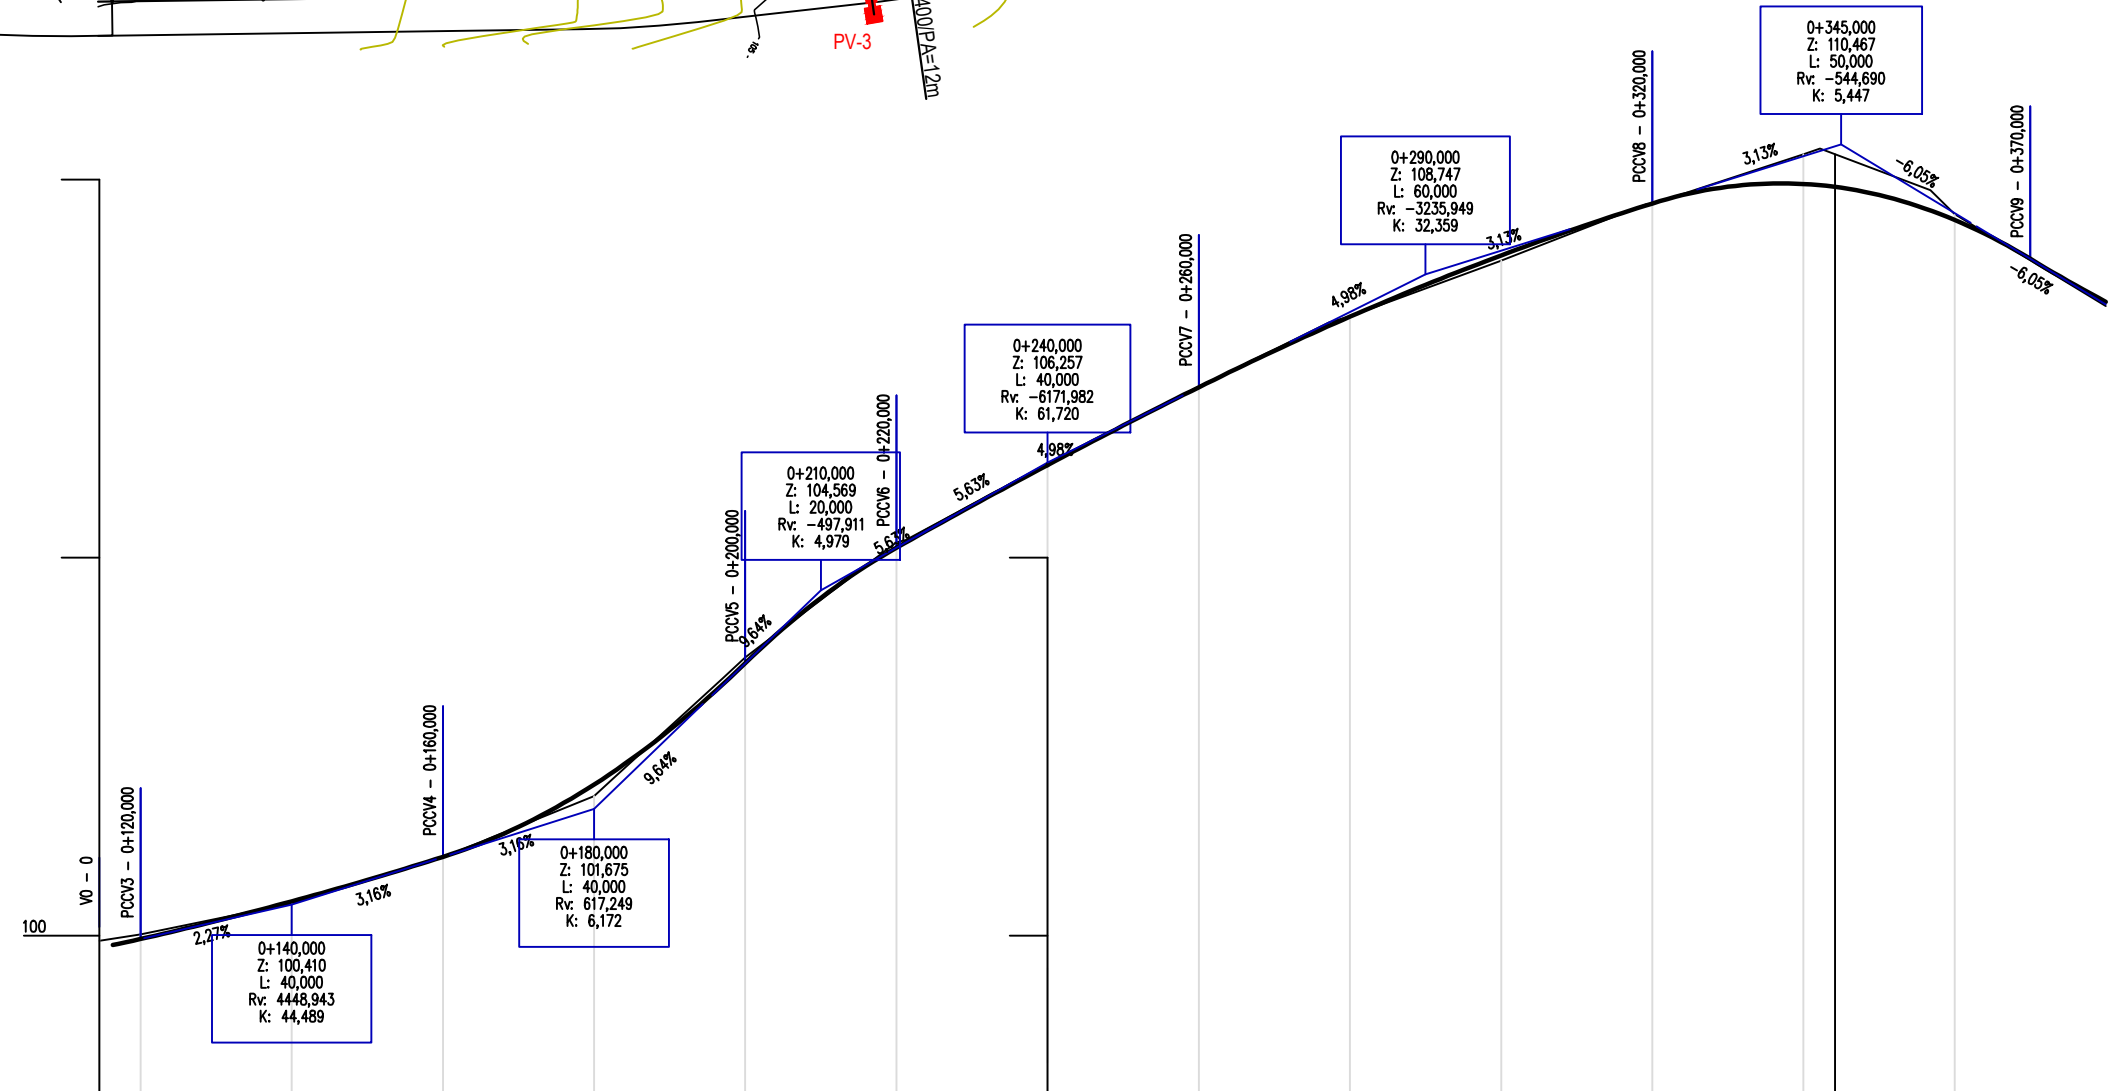 400/PA=12m
PV-3
105
0+345,000
Z: 110,467
L: 50,000
Rv: -544,690
K: 5,447
PCCV8 - 0+320,000
PCCV9 - 0+370,000
3,13%
-6,05%
-6,05%
0+290,000
Z: 108,747
L: 60,000
Rv: -3235,949
K: 32,359
3,13%
4,98%
PCCV7 - 0+260,000
0+240,000
Z: 106,257
L: 40,000
Rv: -6171,982
K: 61,720
4,98%
5,63%
PCCV6 - 0+220,000
0+210,000
Z: 104,569
L: 20,000
Rv: -497,911
K: 4,979
5,63%
PCCV5 - 0+200,000
9,64%
9,64%
PCCV4 - 0+160,000
3,16%
0+180,000
Z: 101,675
L: 40,000
Rv: 617,249
K: 6,172
PCCV3 - 0+120,000
V0 - 0
3,16%
100
2,27%
0+140,000
Z: 100,410
L: 40,000
Rv: 4448,943
K: 44,489